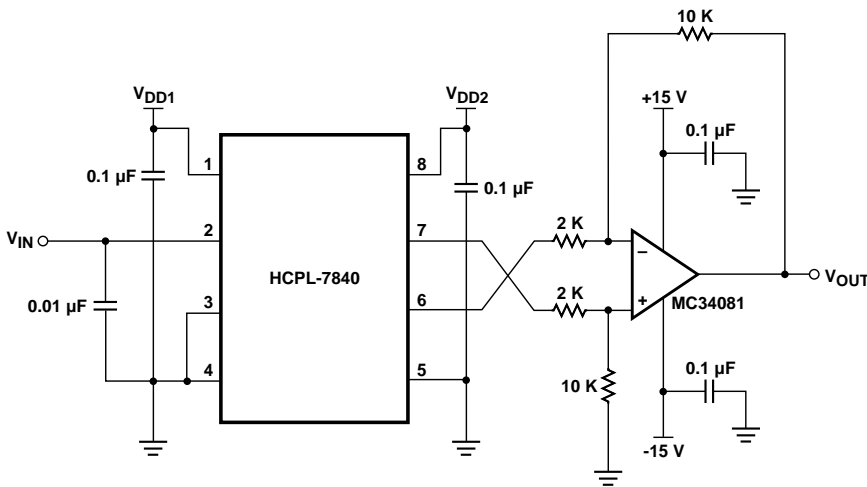 10 K
VDD1
VDD2
+15 V
0.1 µF
1
8
0.1 µF
0.1 µF
2 K
VIN
2
7
–
HCPL-7840
VOUT
2 K
0.01 µF
3
6
+
MC34081
0.1 µF
4
5
10 K
-15 V